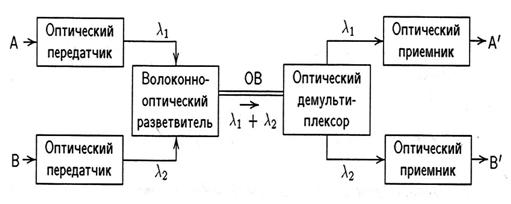 A
Оптический
передатчик
λ1
Волоконно-
оптический
разветвитель
B
Оптический
передатчик
λ2
ОВ
λ1 + λ2
Оптический
демульти-
плексор
λ1
Оптический
приемник
A′
λ2
Оптический
приемник
B′